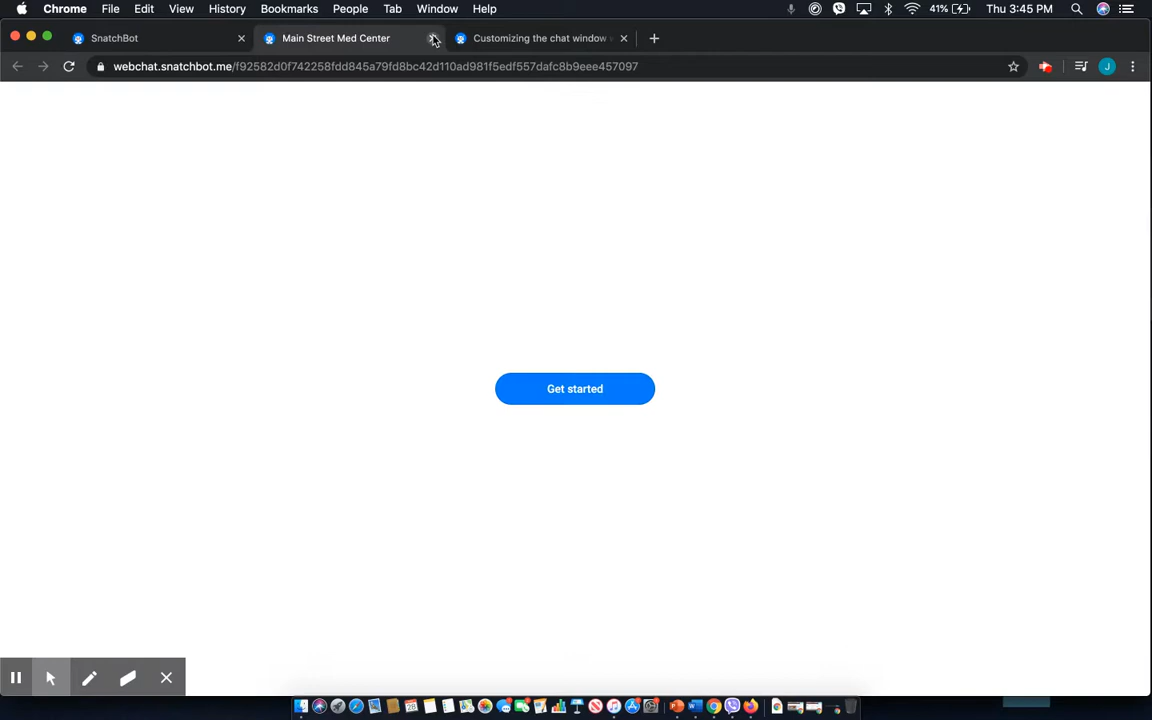 Chrome File Edit View History Bookmarks People Tab Window Help 41% Thu 3:45 PM
SnatchBot Main Street Med Center Customizing the chat window
webchat.snatchbot.me/f92582d0f742258fdd845a79fd8bc42d110ad981f5edf557dafc8b9eee457097 J
Get started